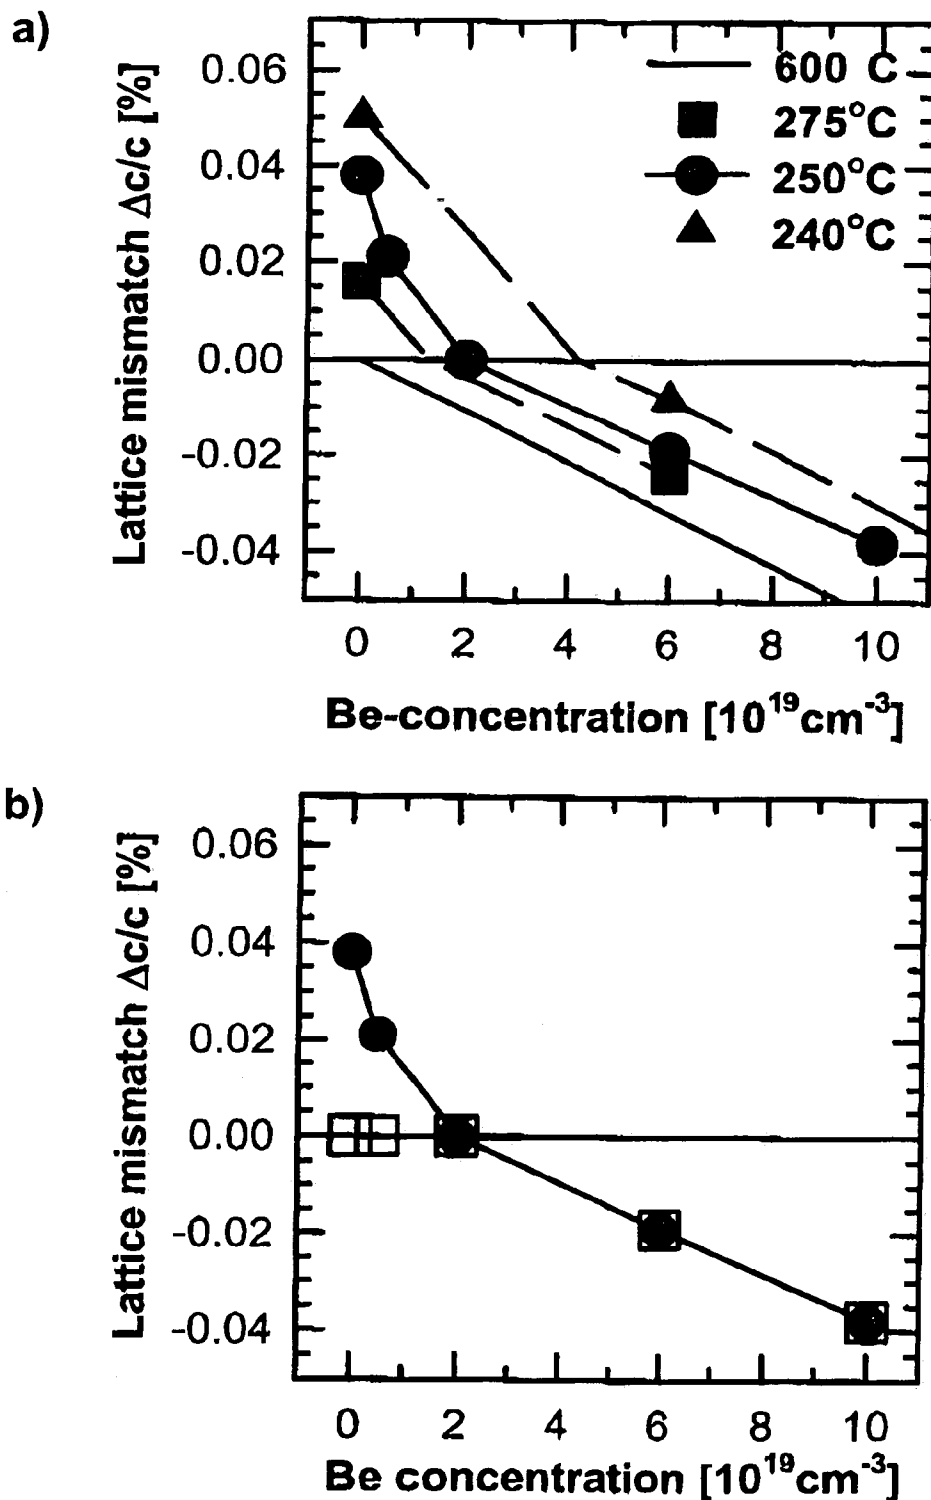 a)
Lattice mismatch Δc/c [%]
0.06
0.04
0.02
0.00
-0.02
-0.04
600 C
275°C
250°C
240°C
0 2 4 6 8 10
Be-concentration [10¹⁹cm⁻³]
b)
Lattice mismatch Δc/c [%]
0.06
0.04
0.02
0.00
-0.02
-0.04
0 2 4 6 8 10
Be concentration [10¹⁹cm⁻³]